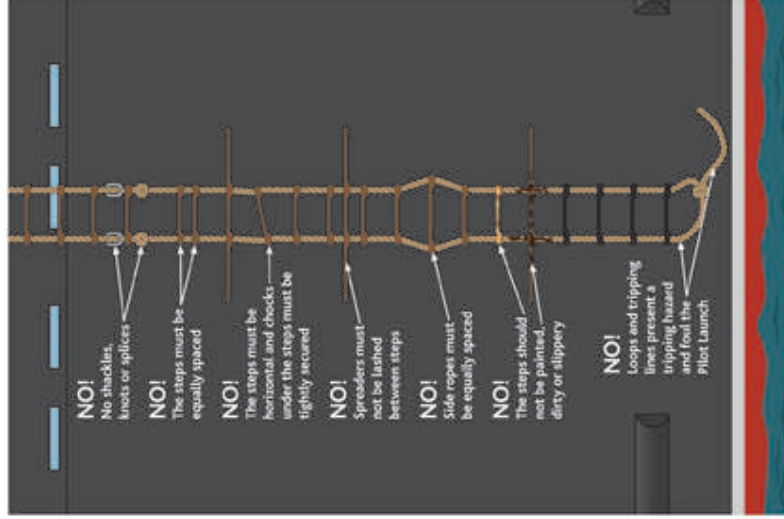 NO!
No shackles,
knots or splices
NO!
The steps must be
equally spaced
NO!
The steps must be
horizontal and chocks
under the steps must be
tightly secured
NO!
Spreaders must
not be lashed
between steps
NO!
Side ropes must
be equally spaced
NO!
The steps should
not be painted,
dirty or slippery
NO!
Loops and tripping
lines present a
tripping hazard
and foul the
Pilot Launch